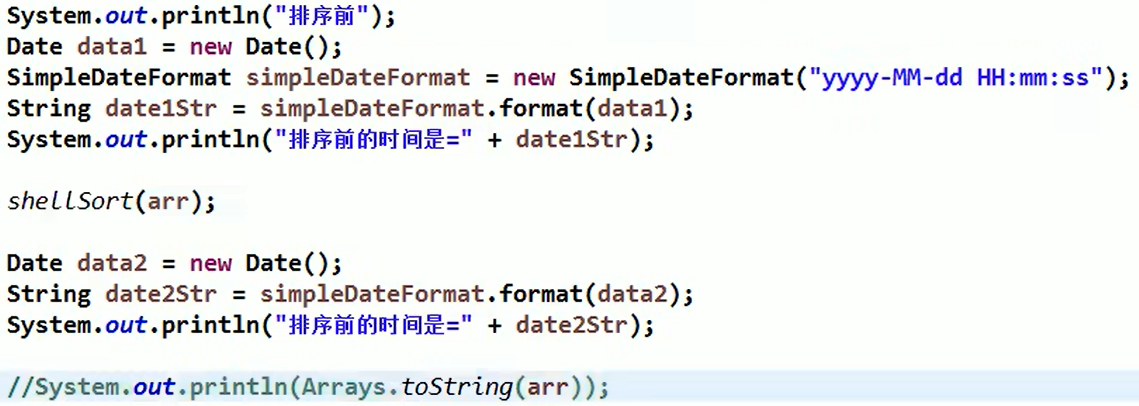 System.out.println("排序前");
Date data1 = new Date();
SimpleDateFormat simpleDateFormat = new SimpleDateFormat("yyyy-MM-dd HH:mm:ss");
String date1Str = simpleDateFormat.format(data1);
System.out.println("排序前的时间是=" + date1Str);
shellSort(arr);
Date data2 = new Date();
String date2Str = simpleDateFormat.format(data2);
System.out.println("排序前的时间是=" + date2Str);
//System.out.println(Arrays.toString(arr));